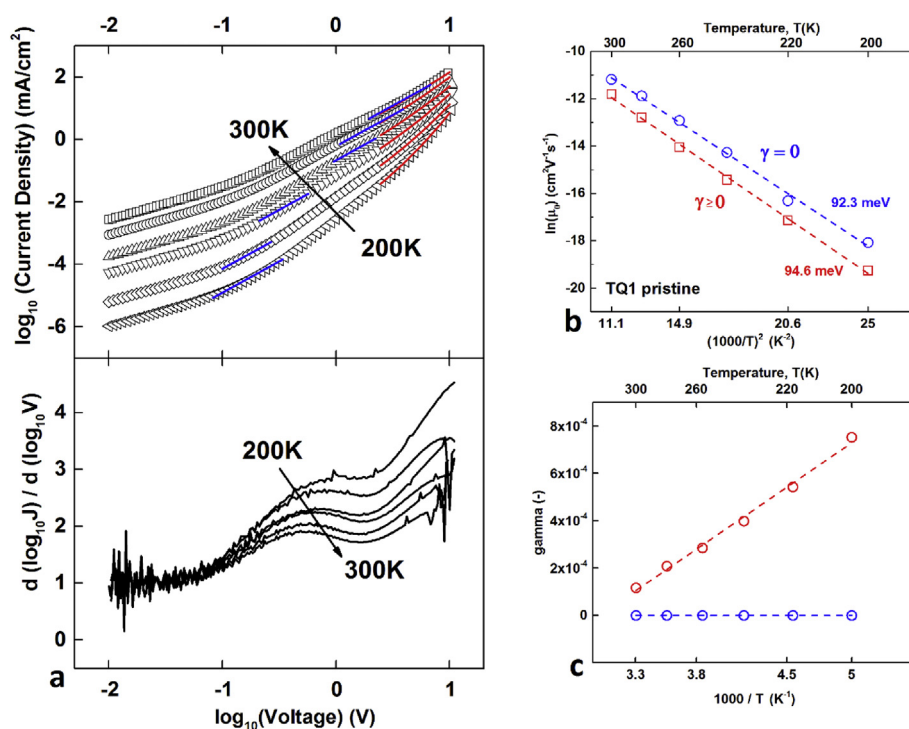 -2 -1 0 1
log₁₀ (Current Density) (mA/cm²)
2
0
-2
-4
-6
300K
200K
d (log₁₀J) / d (log₁₀V)
4
3
2
1
0
200K
300K
-2 -1 0 1
log₁₀(Voltage) (V)
a
Temperature, T(K)
300 260 220 200
ln(μ₀) (cm²V⁻¹s⁻¹)
-10
-12
-14
-16
-18
-20
γ = 0
γ ≥ 0
92.3 meV
94.6 meV
TQ1 pristine
11.1 14.9 20.6 25
(1000/T)² (K⁻²)
b
Temperature, T(K)
300 260 220 200
gamma (-)
8x10⁻⁴
6x10⁻⁴
4x10⁻⁴
2x10⁻⁴
0
3.3 3.8 4.5 5
1000 / T (K⁻¹)
c